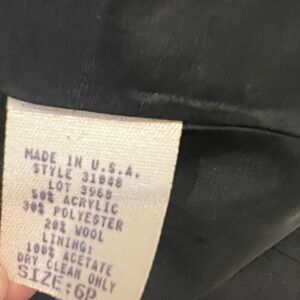 MADE IN U.S.A.
STYLE 31848
LOT 3968
50% ACRYLIC
30% POLYESTER
20% WOOL
LINING:
100% ACETATE
DRY CLEAN ONLY
SIZE:6P